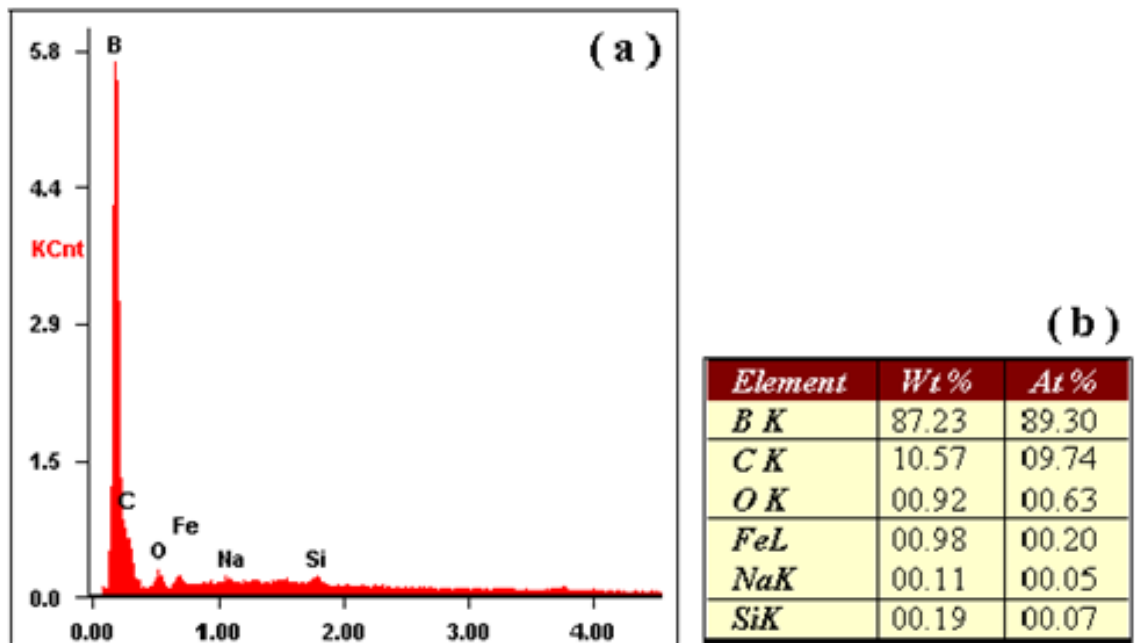 ( a )
5.8
B
4.4
KCnt
2.9
1.5
C
O
Fe
Na
Si
0.0
0.00 1.00 2.00 3.00 4.00
( b )
Element Wt% At%
B K 87.23 89.30
C K 10.57 09.74
O K 00.92 00.63
FeL 00.98 00.20
NaK 00.11 00.05
SiK 00.19 00.07